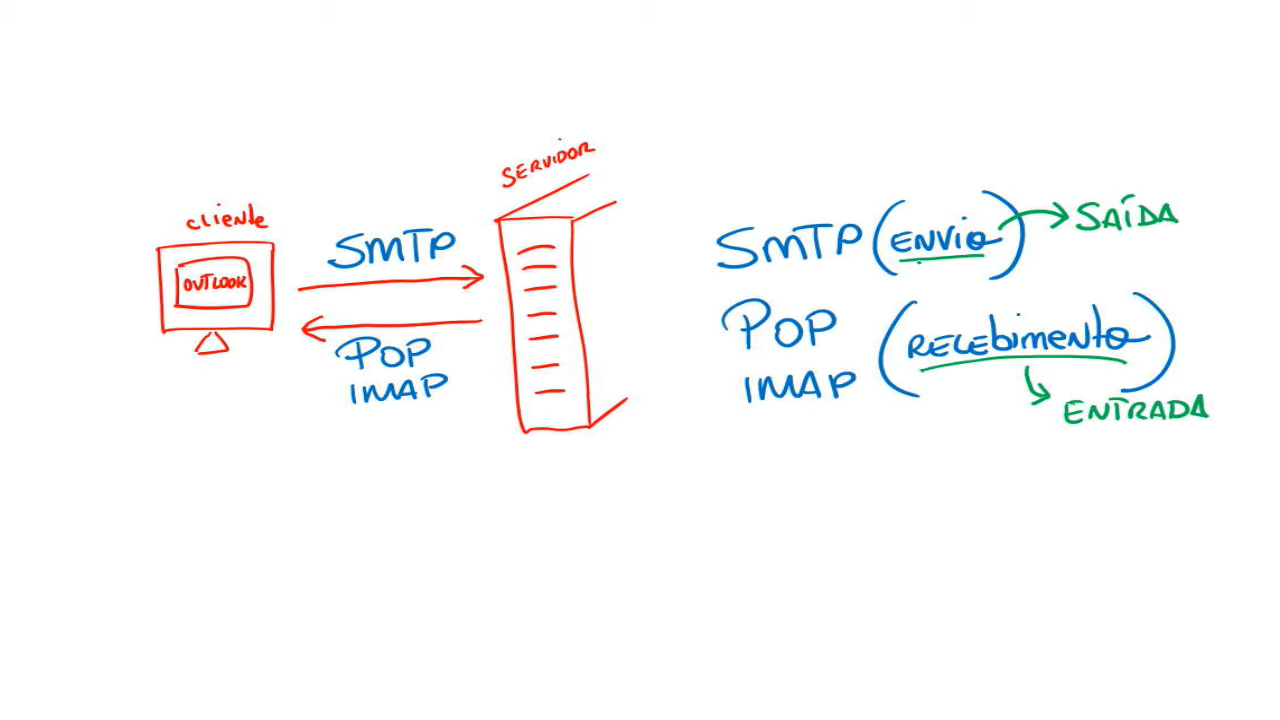 SERVIDOR
cliente
OUTLOOK
SMTP
POP
IMAP
SMTP (ENVIO) SAÍDA
POP
IMAP
(RECEBIMENTO)
ENTRADA